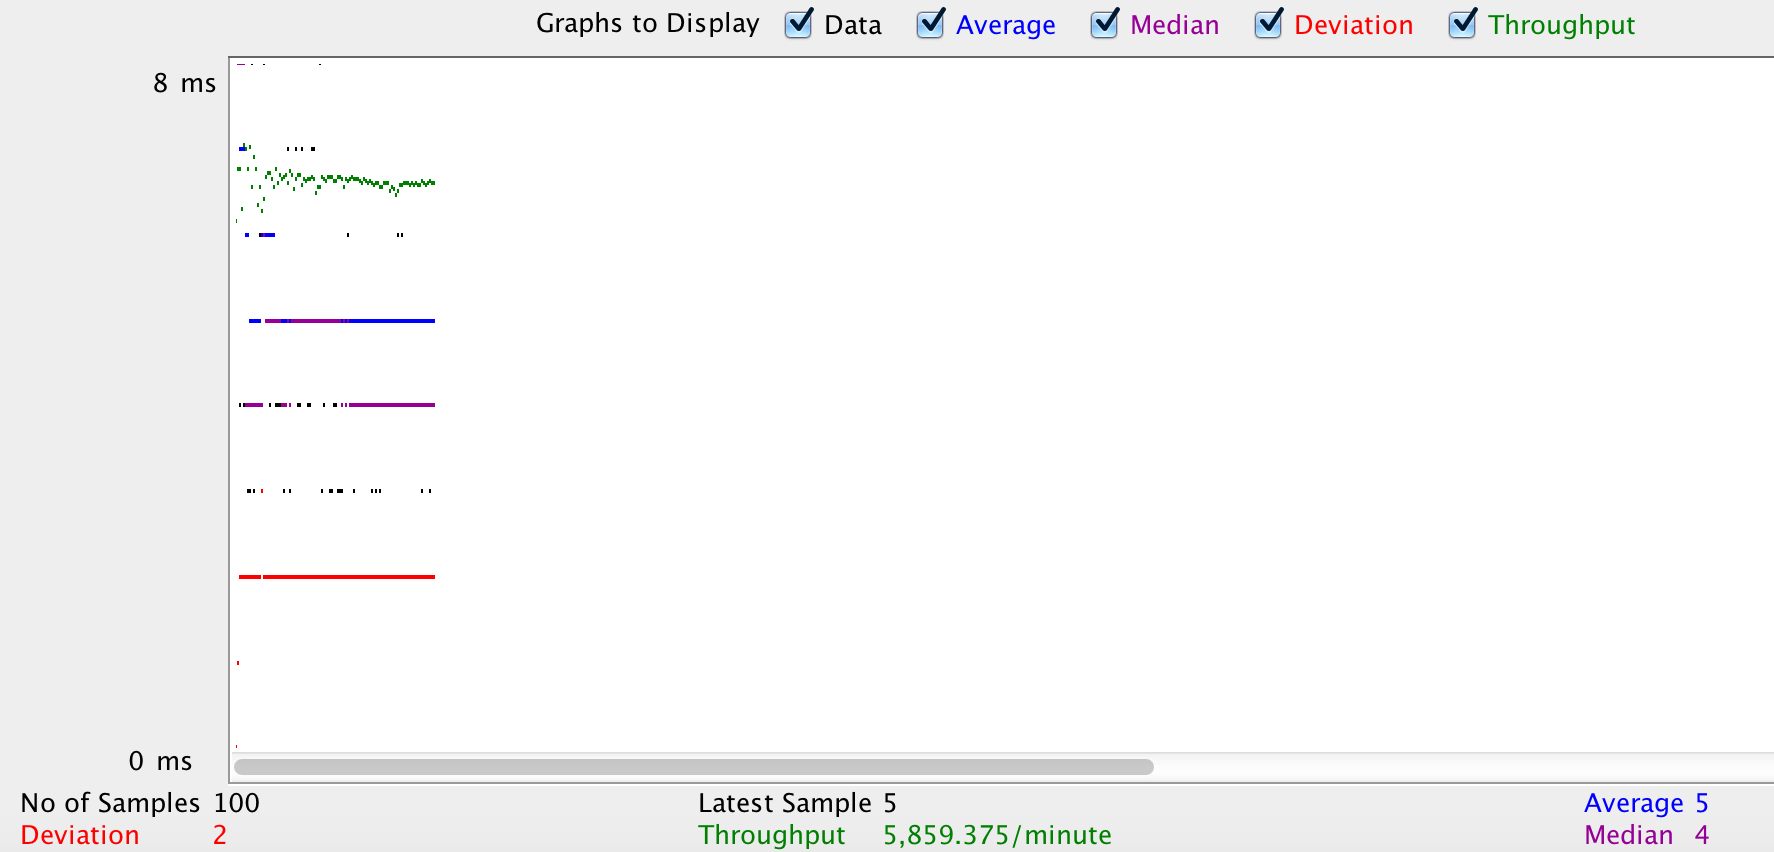 Graphs to Display Data Average Median Deviation Throughput
8 ms
0 ms
No of Samples 100 Latest Sample 5 Average 5
Deviation 2 Throughput 5,859.375/minute Median 4